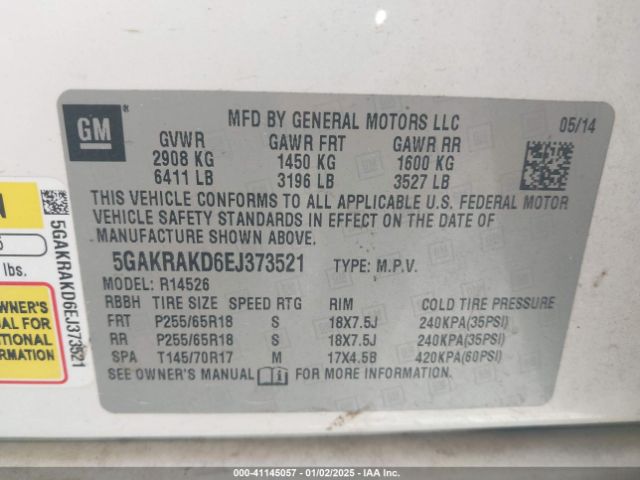 GM
MFD BY GENERAL MOTORS LLC
05/14
GVWR GAWR FRT GAWR RR
2908 KG 1450 KG 1600 KG
6411 LB 3196 LB 3527 LB
THIS VEHICLE CONFORMS TO ALL APPLICABLE U.S. FEDERAL MOTOR
VEHICLE SAFETY STANDARDS IN EFFECT ON THE DATE OF
MANUFACTURE SHOWN ABOVE.
5GAKRAKD6EJ373521 TYPE: M.P.V.
MODEL: R14526
RBBH TIRE SIZE SPEED RTG RIM COLD TIRE PRESSURE
FRT P255/65R18 S 18X7.5J 240KPA(35PSI)
RR P255/65R18 S 18X7.5J 240KPA(35PSI)
SPA T145/70R17 M 17X4.5B 420KPA(60PSI)
SEE OWNER'S MANUAL FOR MORE INFORMATION.
lbs.
5GAKRAKD6EJ373521
OWNER'S
FOR
000-41145057 - 01/02/2025 - IAA Inc.